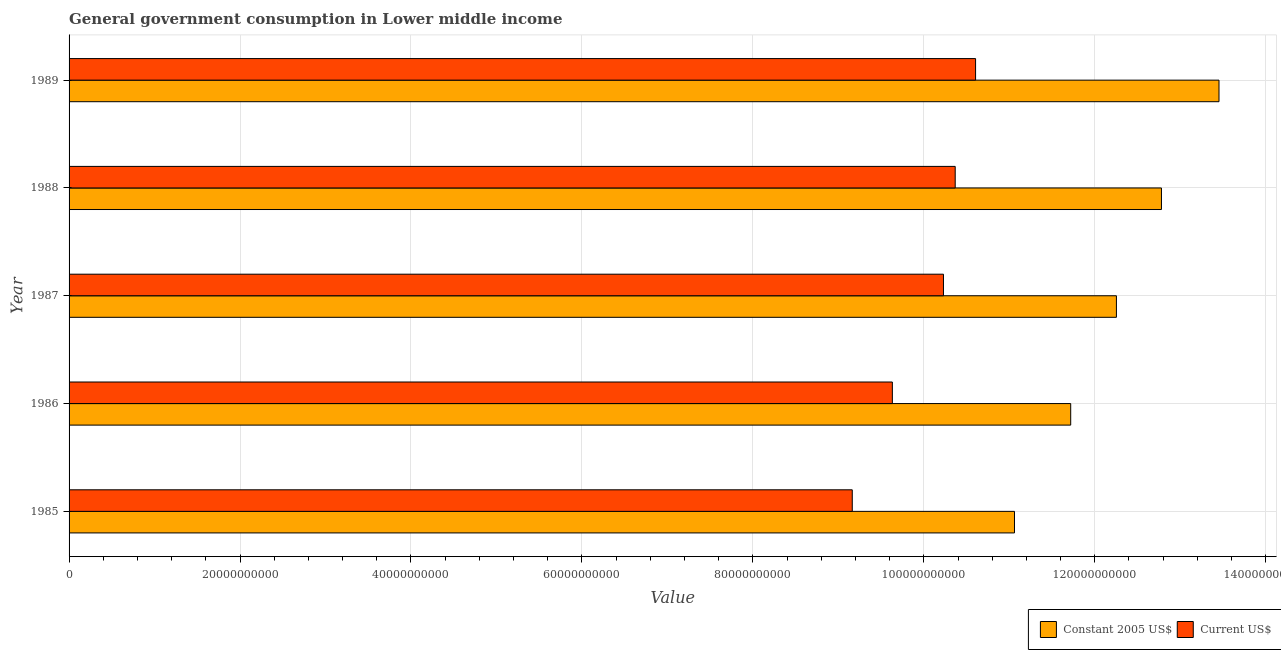 General government consumption in Lower middle income
1989
1988
1987
1986
1985
Year
0
20000000000
40000000000
60000000000
80000000000
100000000000
120000000000
Value
Constant 2005 US$
Current US$